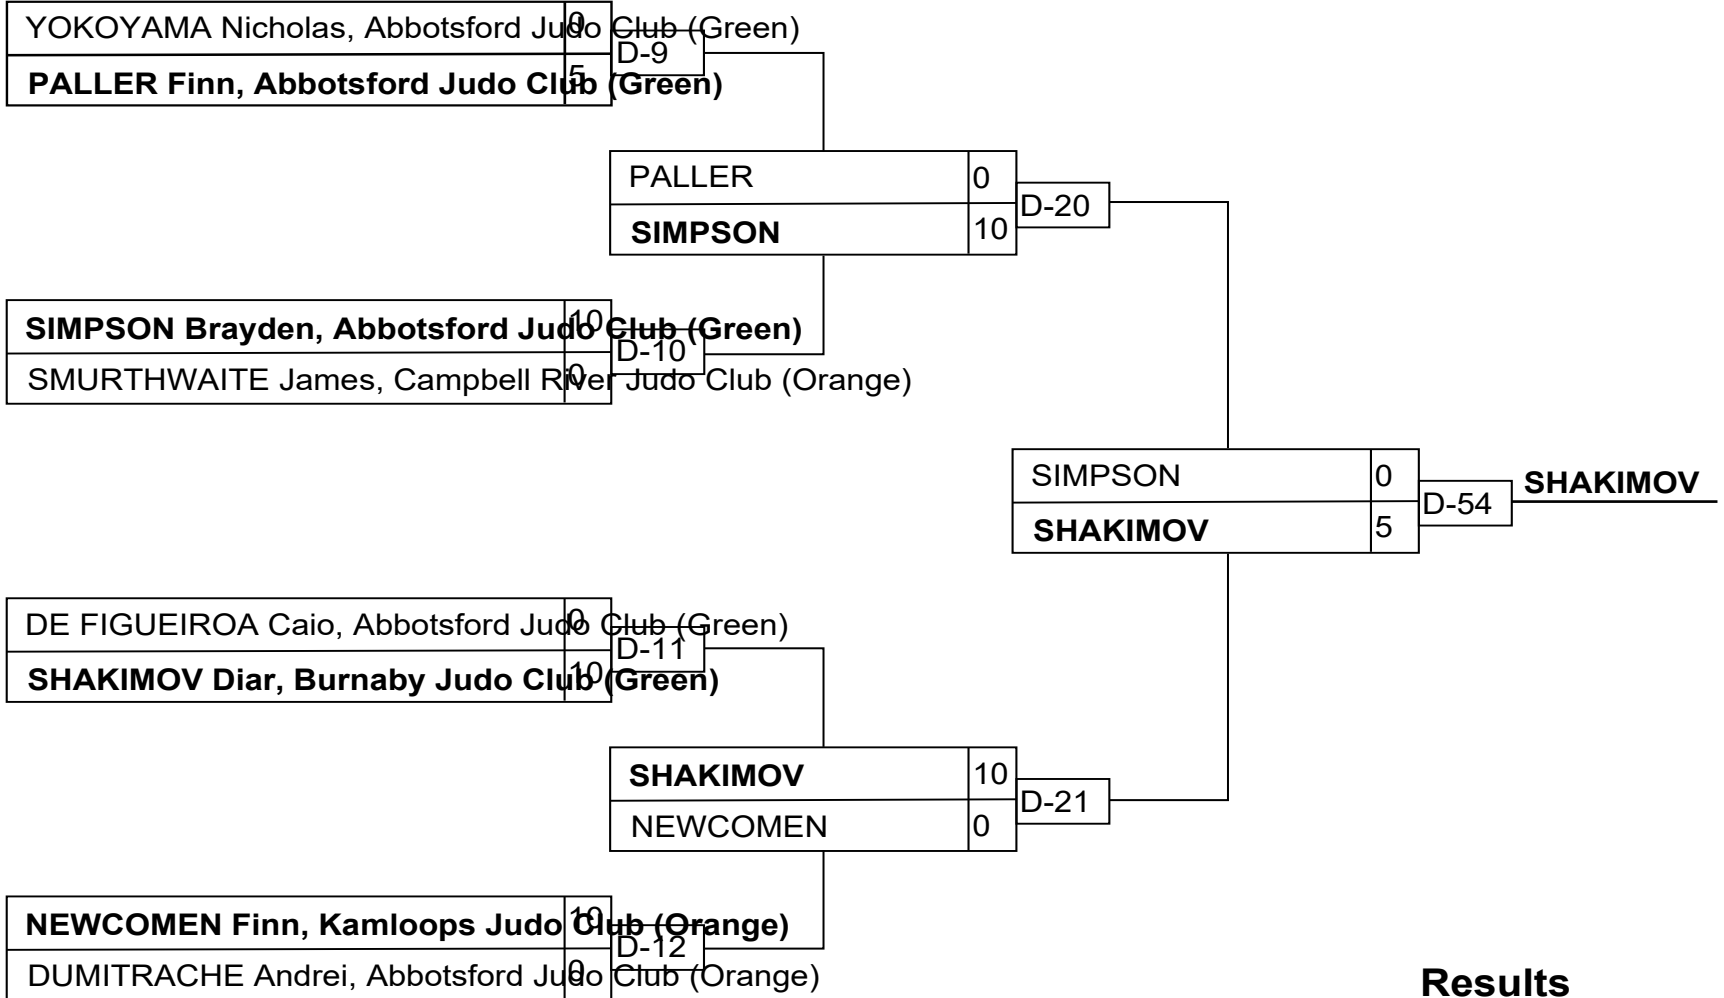 YOKOYAMA Nicholas, Abbotsford Judo Club (Green) 0
D-9
PALLER Finn, Abbotsford Judo Club (Green) 5
PALLER 0
D-20
SIMPSON 10
SIMPSON Brayden, Abbotsford Judo Club (Green) 10
D-10
SMURTHWAITE James, Campbell River Judo Club (Orange) 0
SIMPSON 0
SHAKIMOV
D-54
SHAKIMOV 5
DE FIGUEIROA Caio, Abbotsford Judo Club (Green) 0
D-11
SHAKIMOV Diar, Burnaby Judo Club (Green) 10
SHAKIMOV 10
D-21
NEWCOMEN 0
NEWCOMEN Finn, Kamloops Judo Club (Orange) 10
D-12
DUMITRACHE Andrei, Abbotsford Judo Club (Orange) 0
Results